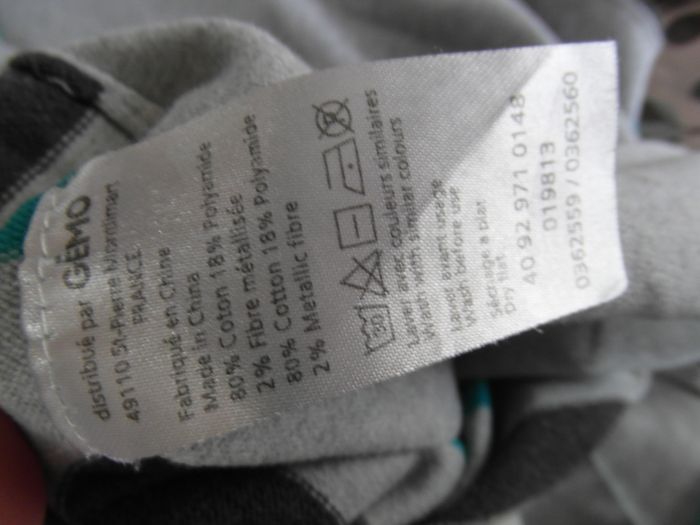 distribué par GÉMO
49110 St-Pierre Montlimart
FRANCE
Fabriqué en Chine
Made in China
80% Coton 18% Polyamide
2% Fibre métallisée
80% Cotton 18% Polyamide
2% Metallic fibre
30
Laver avec couleurs similaires
Wash with similar colours
Laver avant usage
Wash before use
Séchage à plat
Dry flat
40 92 971 0148
019813
0362559 / 0362560